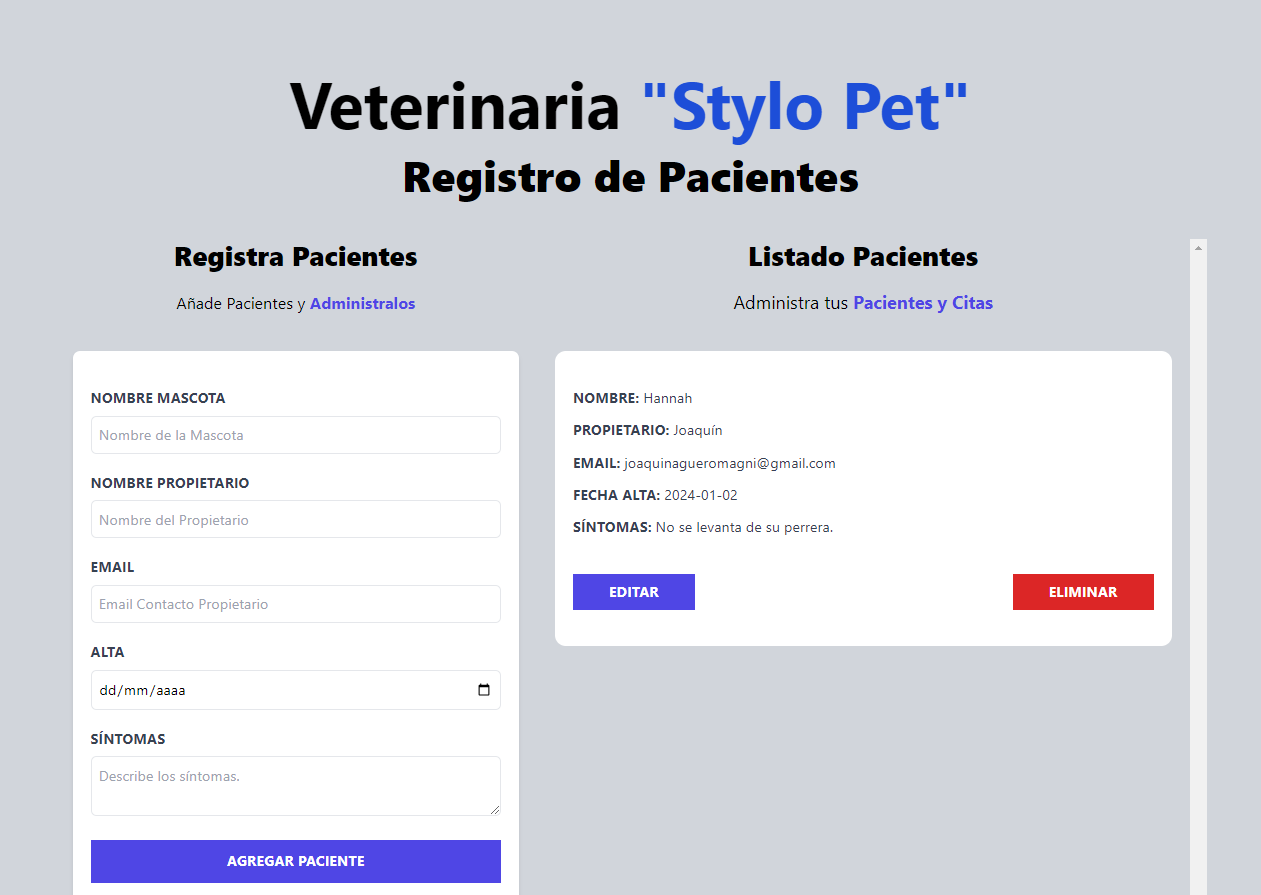 Veterinaria "Stylo Pet"
Registro de Pacientes
Registra Pacientes
Añade Pacientes y Administralos
NOMBRE MASCOTA
Nombre de la Mascota
NOMBRE PROPIETARIO
Nombre del Propietario
EMAIL
Email Contacto Propietario
ALTA
dd/mm/aaaa
SÍNTOMAS
Describe los síntomas.
AGREGAR PACIENTE
Listado Pacientes
Administra tus Pacientes y Citas
NOMBRE: Hannah
PROPIETARIO: Joaquín
EMAIL: joaquinagueromagni@gmail.com
FECHA ALTA: 2024-01-02
SÍNTOMAS: No se levanta de su perrera.
EDITAR
ELIMINAR